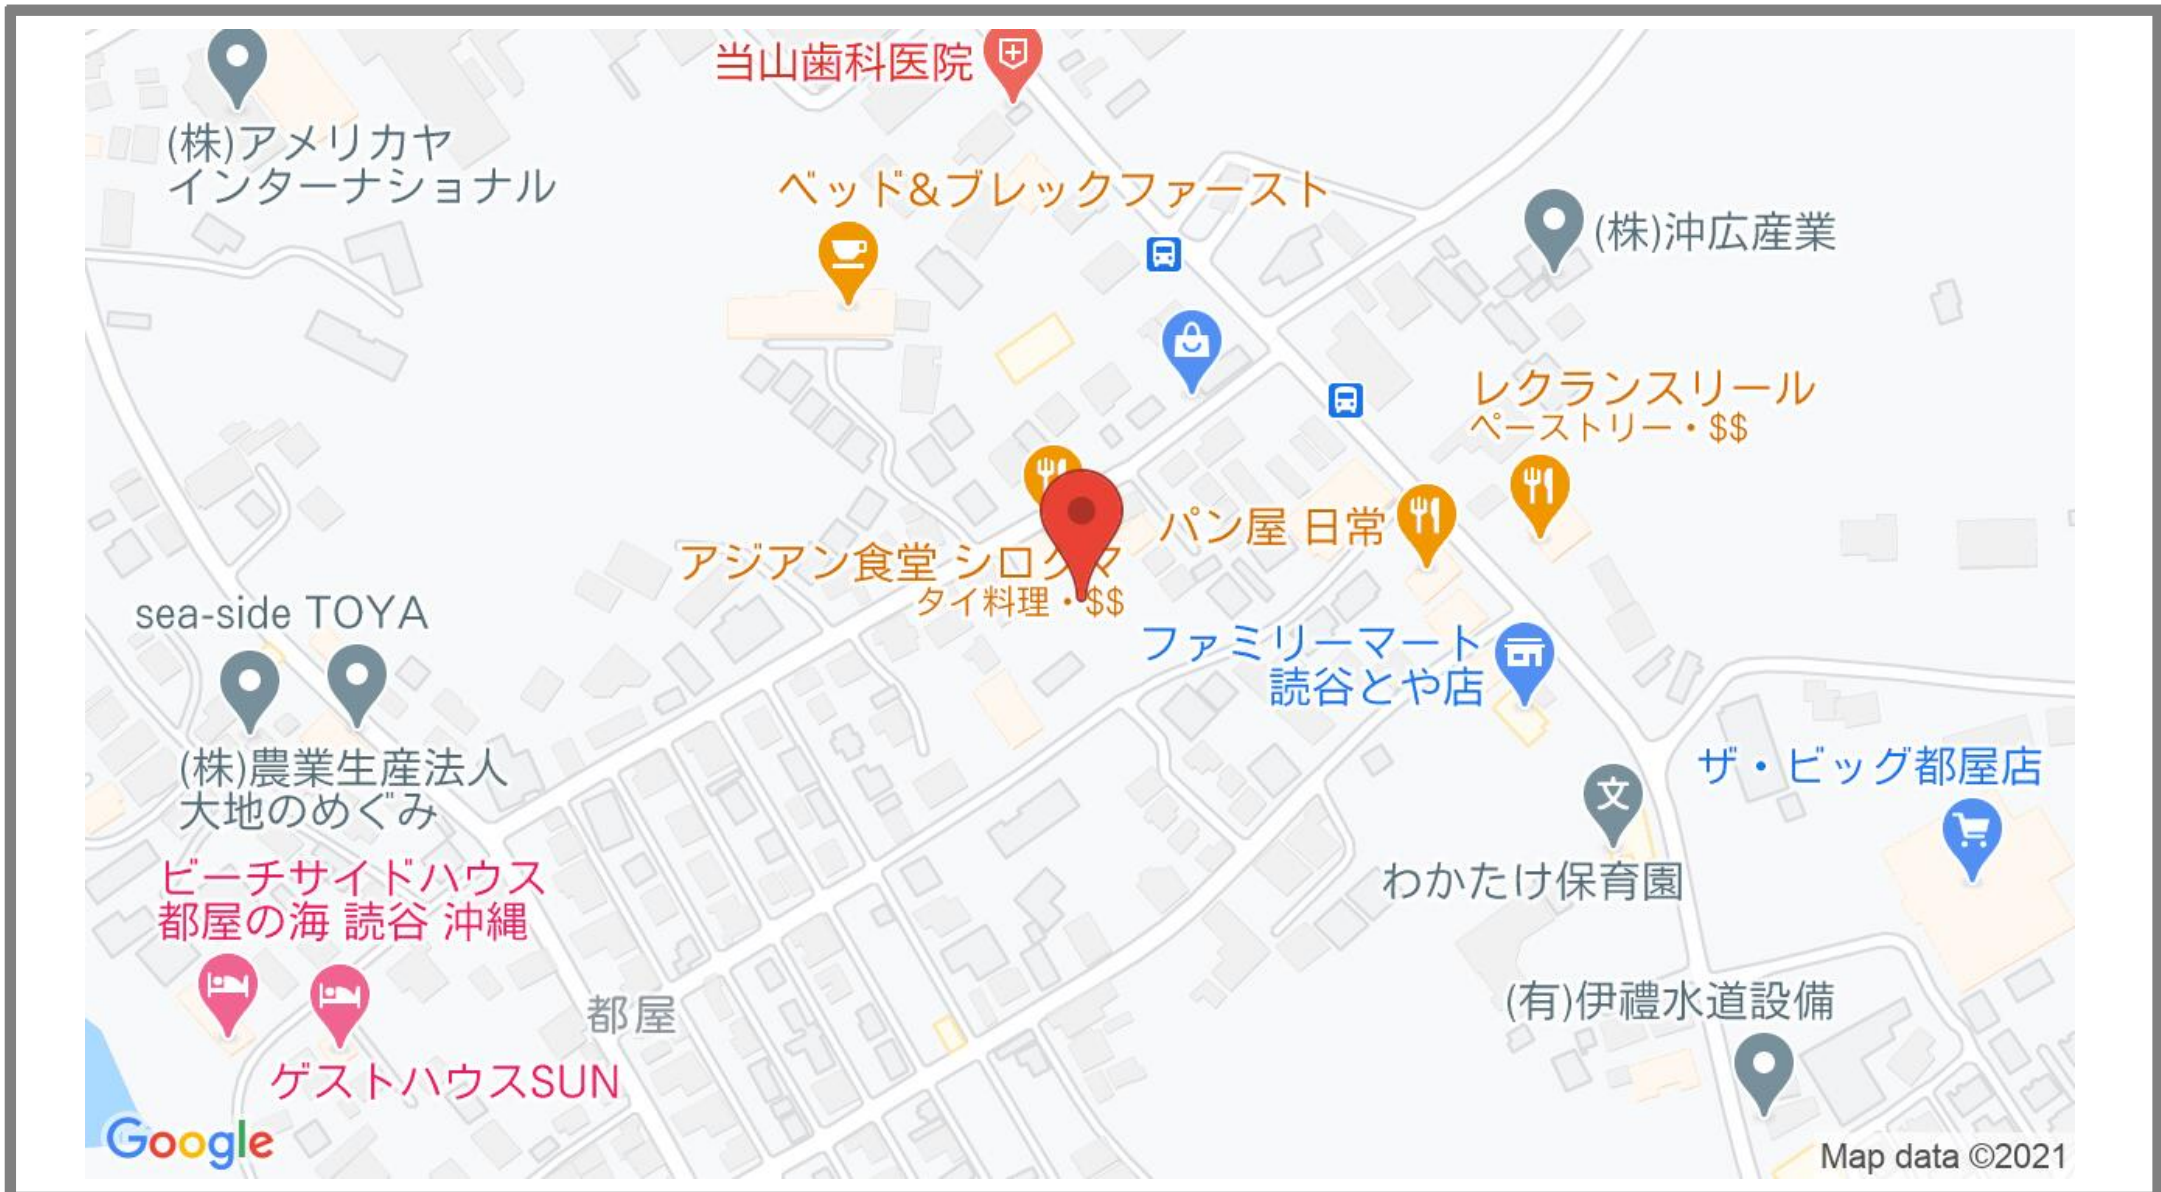 当山歯科医院
(株)アメリカヤ
インターナショナル
ベッド&ブレックファースト
(株)沖広産業
レクランスリール
ペーストリー・$$
パン屋 日常
アジアン食堂 シロクマ
タイ料理・$$
sea-side TOYA
ファミリーマート
読谷とや店
(株)農業生産法人
大地のめぐみ
ザ・ビッグ都屋店
文
わかたけ保育園
ビーチサイドハウス
都屋の海 読谷 沖縄
都屋
(有)伊禮水道設備
ゲストハウスSUN
Google
Map data ©2021